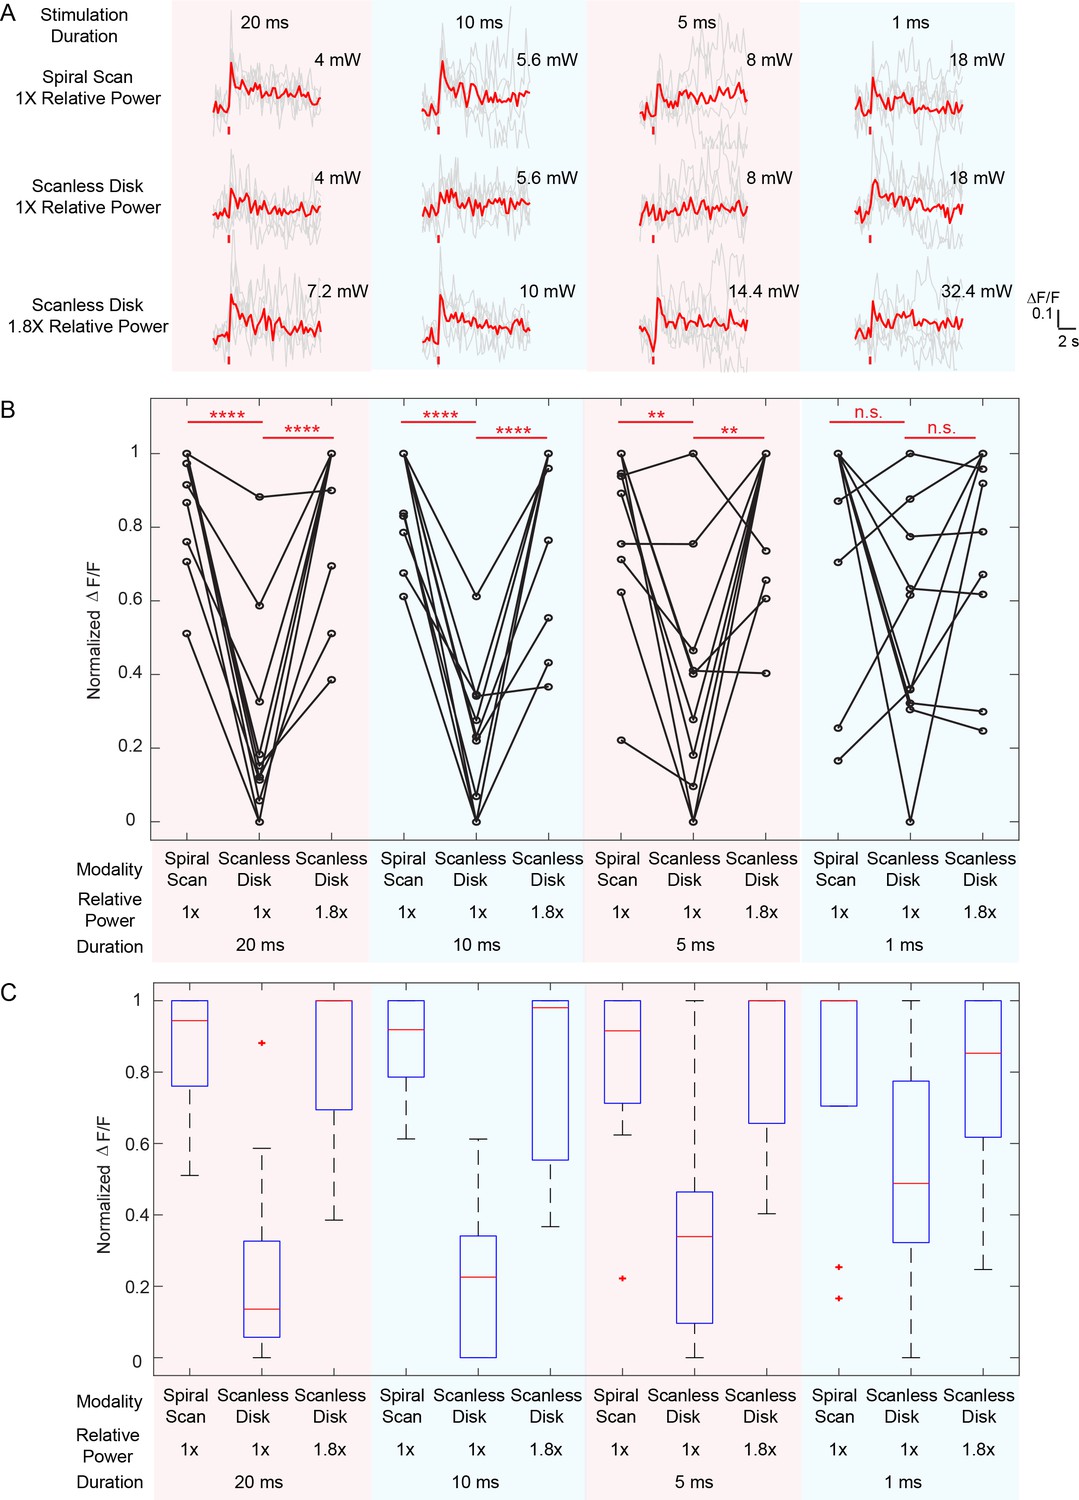 A
Stimulation
Duration
20 ms
10 ms
5 ms
1 ms
Spiral Scan
1X Relative Power
4 mW
5.6 mW
8 mW
18 mW
Scanless Disk
1X Relative Power
4 mW
5.6 mW
8 mW
18 mW
Scanless Disk
1.8X Relative Power
7.2 mW
10 mW
14.4 mW
32.4 mW
ΔF/F
0.1
2 s
B
**** **** **** **** ** ** n.s. n.s.
Normalized Δ F/F
1
0.8
0.6
0.4
0.2
0
Modality
Spiral Scan
Scanless Disk
Scanless Disk
Spiral Scan
Scanless Disk
Scanless Disk
Spiral Scan
Scanless Disk
Scanless Disk
Spiral Scan
Scanless Disk
Scanless Disk
Relative Power
1x 1x 1.8x 1x 1x 1.8x 1x 1x 1.8x 1x 1x 1.8x
Duration
20 ms 10 ms 5 ms 1 ms
C
Normalized Δ F/F
1
0.8
0.6
0.4
0.2
0
Modality
Spiral Scan
Scanless Disk
Scanless Disk
Spiral Scan
Scanless Disk
Scanless Disk
Spiral Scan
Scanless Disk
Scanless Disk
Spiral Scan
Scanless Disk
Scanless Disk
Relative Power
1x 1x 1.8x 1x 1x 1.8x 1x 1x 1.8x 1x 1x 1.8x
Duration
20 ms 10 ms 5 ms 1 ms